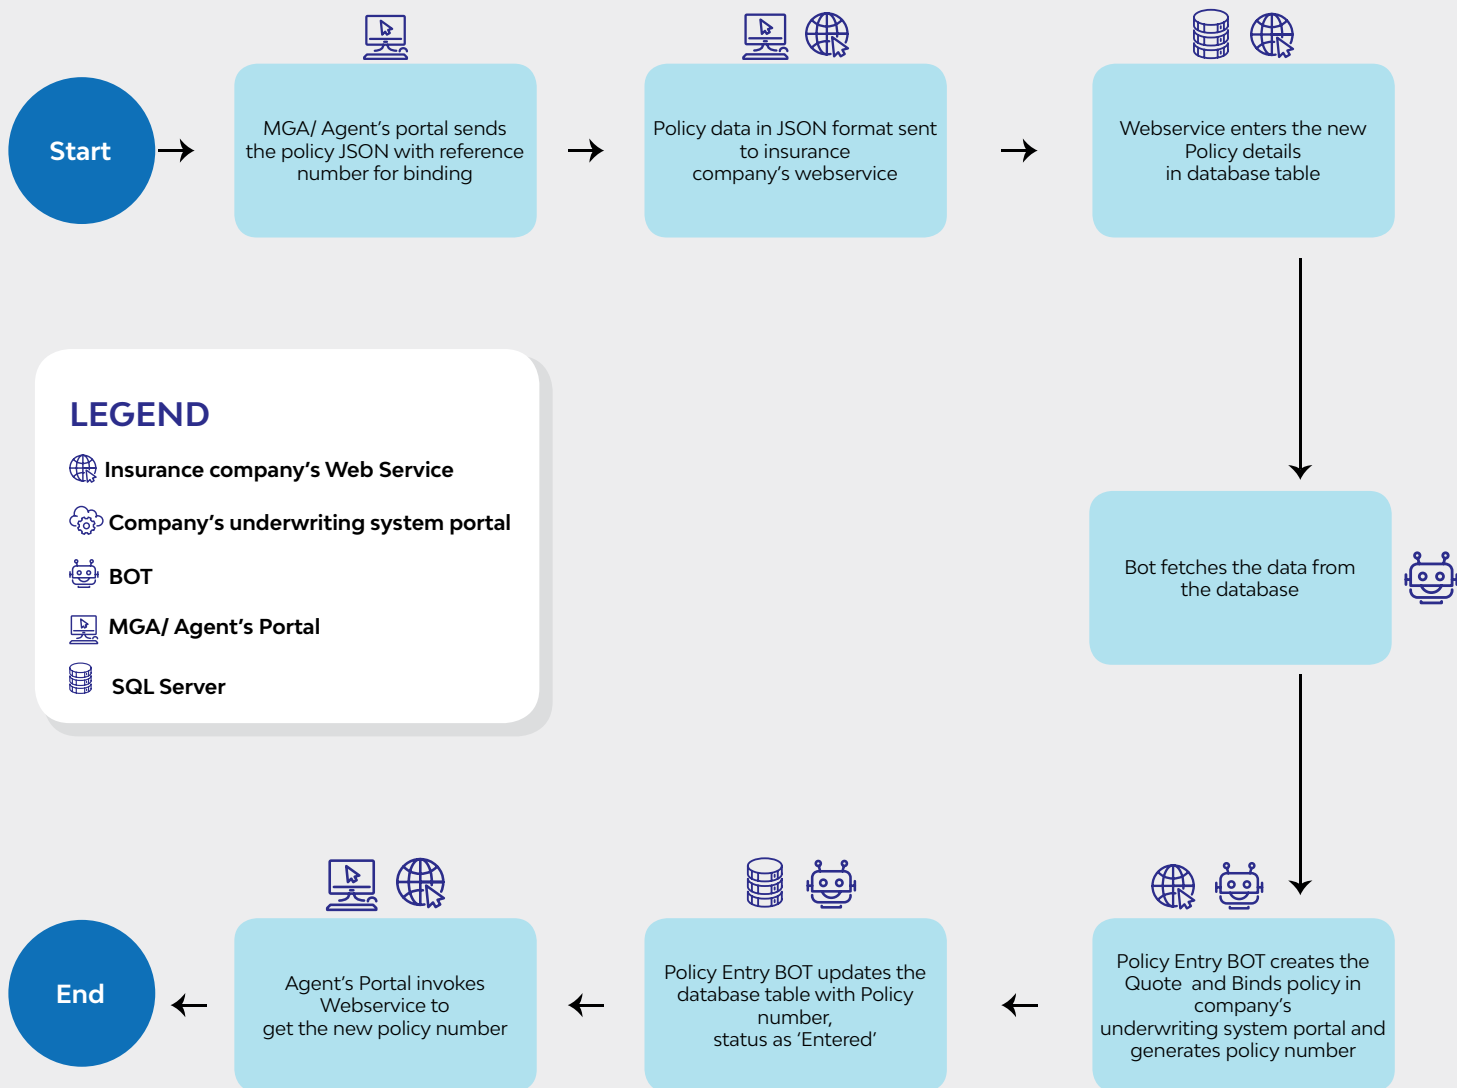 Start
MGA/ Agent's portal sends
the policy JSON with reference
number for binding
Policy data in JSON format sent
to insurance
company's webservice
Webservice enters the new
Policy details
in database table
LEGEND
Insurance company's Web Service
Company's underwriting system portal
BOT
MGA/ Agent's Portal
SQL Server
Bot fetches the data from
the database
Policy Entry BOT creates the
Quote and Binds policy in
company's
underwriting system portal and
generates policy number
Policy Entry BOT updates the
database table with Policy
number,
status as 'Entered'
Agent's Portal invokes
Webservice to
get the new policy number
End